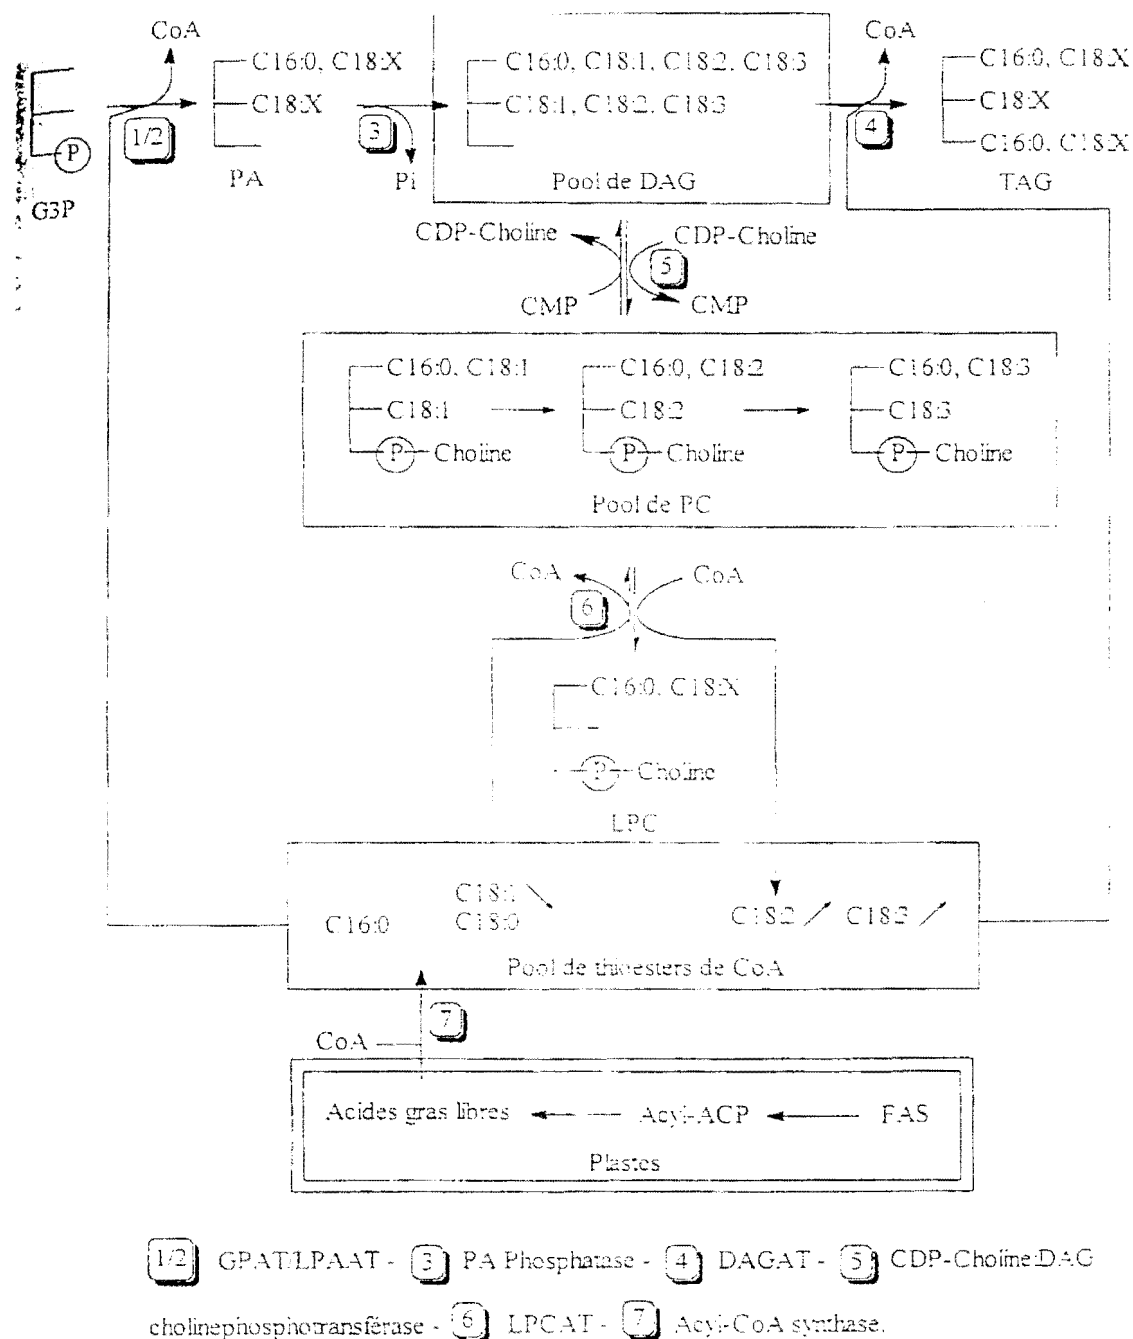 CoA
CoA
C16:0, C18:X
C16:0, C18:1, C18:2, C18:3
C16:0, C18:X
C18:X
C18:1, C18:2, C18:3
C18:X
P
1/2
3
4
C16:0, C18:X
PA
Pi
Pool de DAG
TAG
G3P
CDP-Choline
CDP-Choline
5
CMP
CMP
C16:0, C18:1
C16:0, C18:2
C16:0, C18:3
C18:1
C18:2
C18:3
P Choline
P Choline
P Choline
Pool de PC
CoA
CoA
6
C16:0, C18:X
P Choline
LPC
C18:1
C16:0
C18:0
C18:2
C18:3
Pool de thioesters de CoA
7
CoA
Acides gras libres
Acyl-ACP
FAS
Plastes
1/2 GPAT/LPAAT - 3 PA Phosphatase - 4 DAGAT - 5 CDP-Choline:DAG
cholinephosphotransférase - 6 LPCAT - 7 Acyl-CoA synthase.